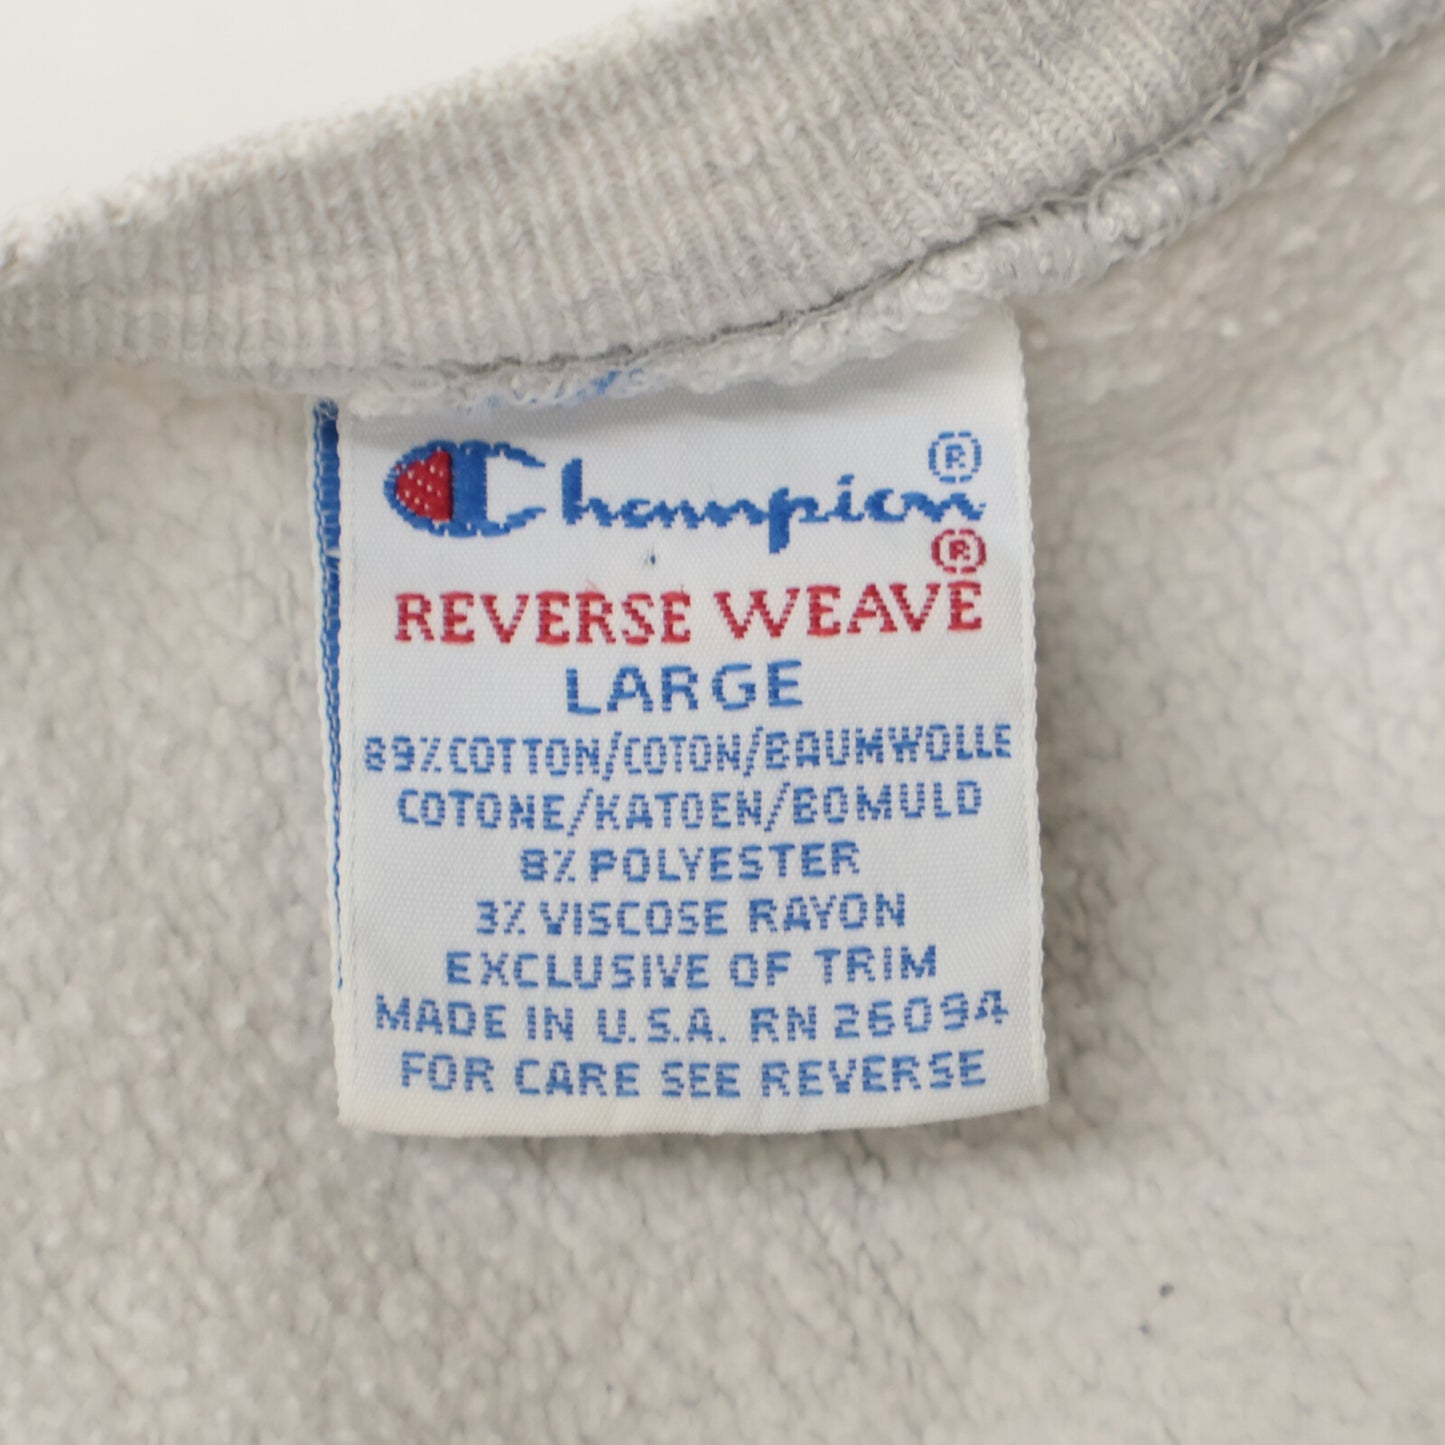 Champion®
®
REVERSE WEAVE
LARGE
89% COTTON/COTON/BAUMWOLLE
COTONE/KATOEN/BOMULD
8% POLYESTER
3% VISCOSE RAYON
EXCLUSIVE OF TRIM
MADE IN U.S.A. RN 26094
FOR CARE SEE REVERSE